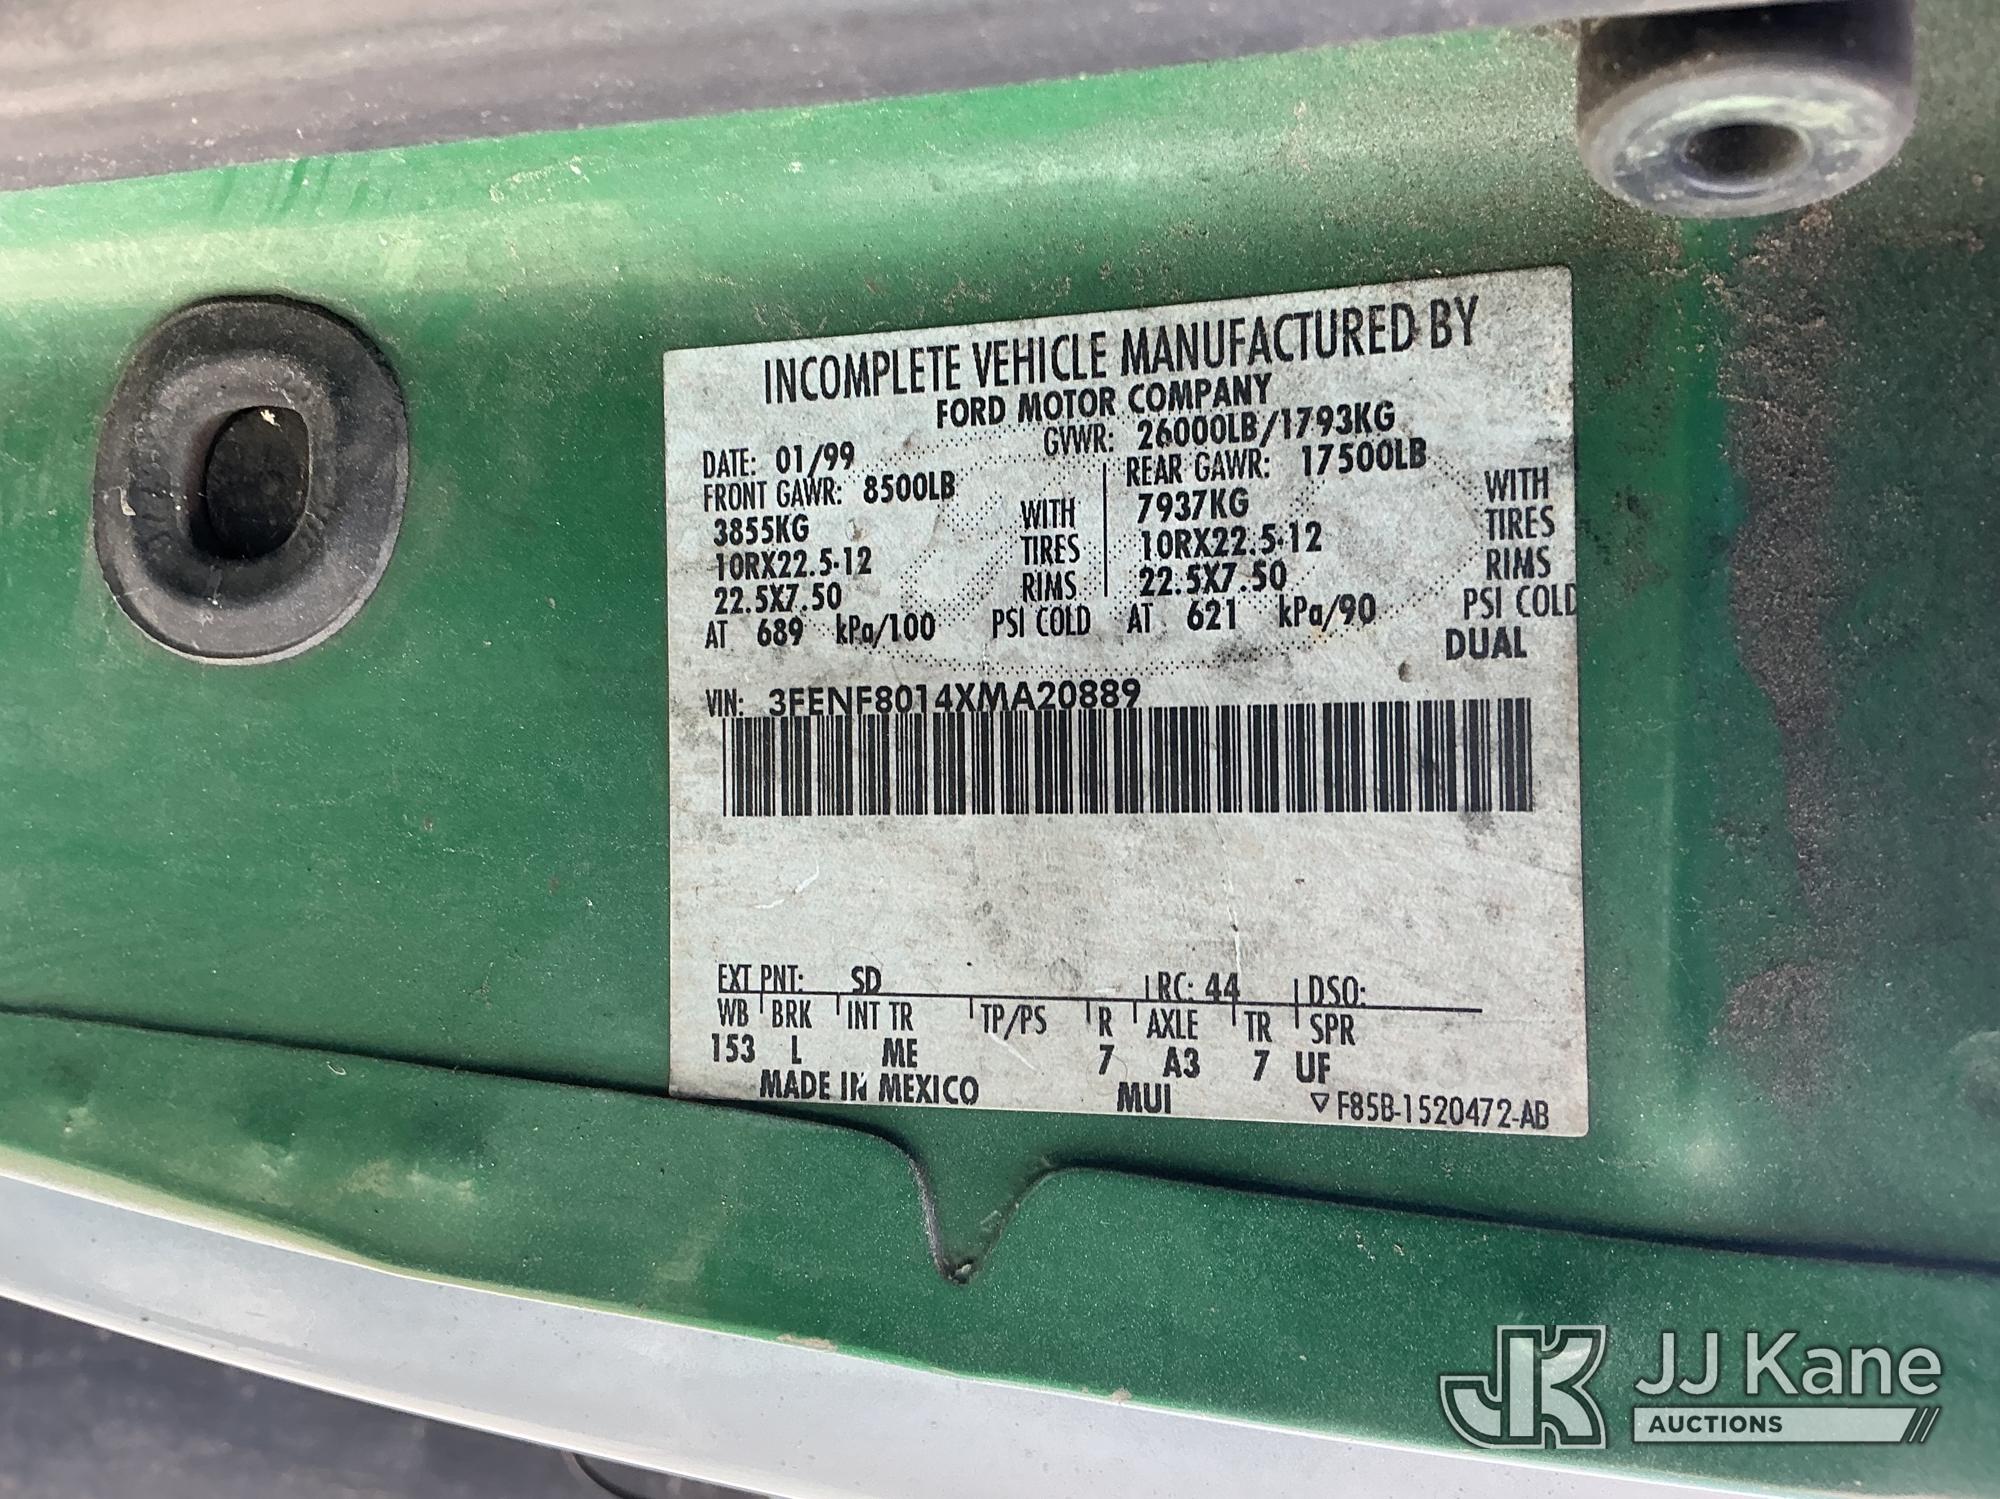 INCOMPLETE VEHICLE MANUFACTURED BY
FORD MOTOR COMPANY
DATE: 01/99 GVWR: 26000LB/1793KG
FRONT GAWR: 8500LB REAR GAWR: 17500LB
3855KG WITH 7937KG WITH
10RX22.5-12 TIRES 10RX22.5-12 TIRES
22.5X7.50 RIMS 22.5X7.50 RIMS
AT 689 kPa/100 PSI COLD AT 621 kPa/90 PSI COLD
DUAL
VIN: 3FENF8014XMA20889
EXT PNT: SD RC: 44 DSO:
WB BRK INT TR TP/PS R AXLE TR SPR
153 L ME 7 A3 7 UF
MADE IN MEXICO MUI F85B-1520472-AB
JK JJ Kane
AUCTIONS